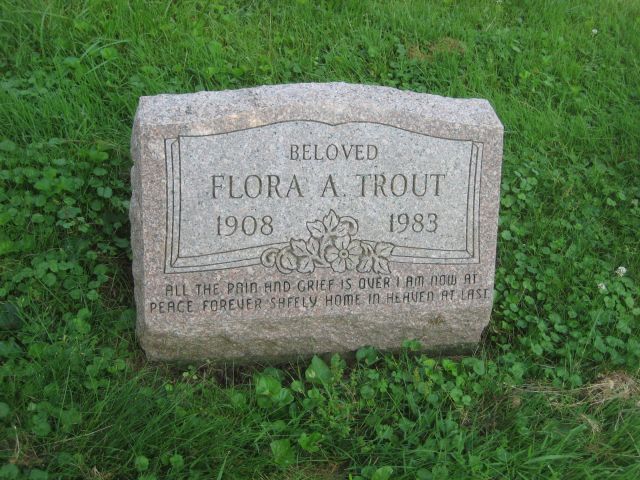 BELOVED
FLORA A. TROUT
1908 1983
ALL THE PAIN AND GRIEF IS OVER I AM NOW AT
PEACE FOREVER SAFELY HOME IN HEAVEN AT LAST